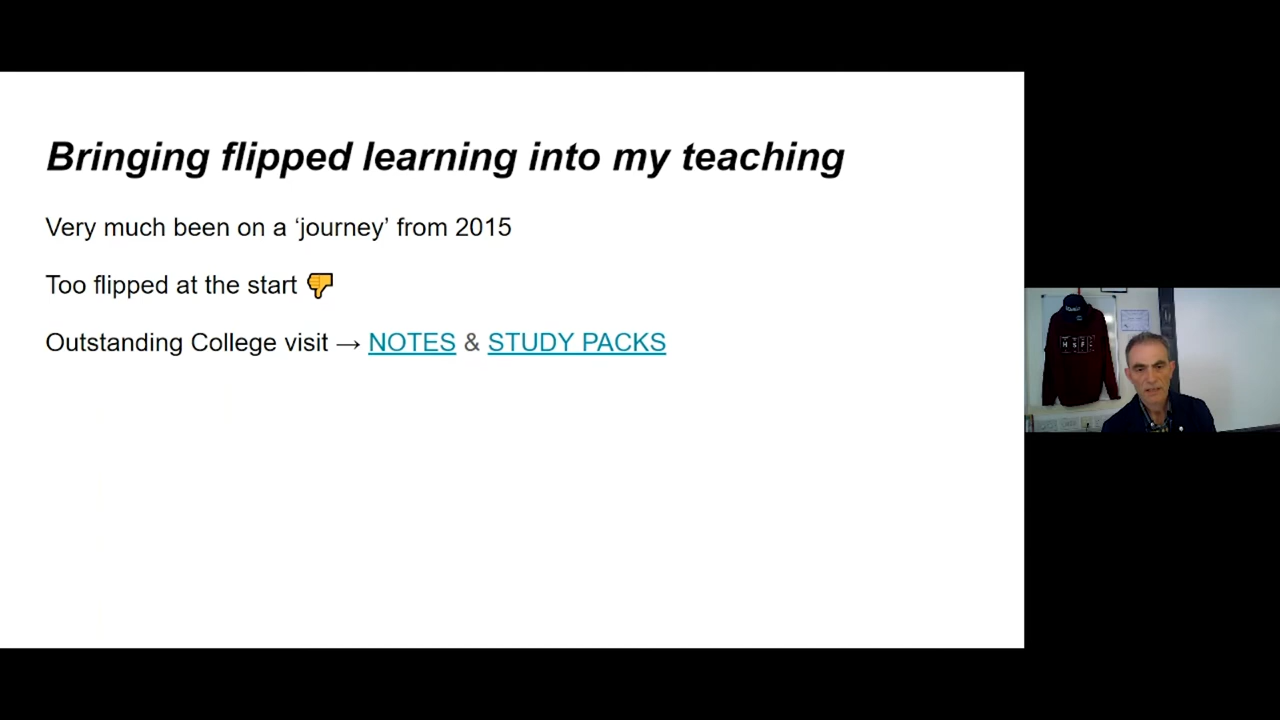 Bringing flipped learning into my teaching
Very much been on a ‘journey’ from 2015
Too flipped at the start 👎
Outstanding College visit → NOTES & STUDY PACKS
HSFC